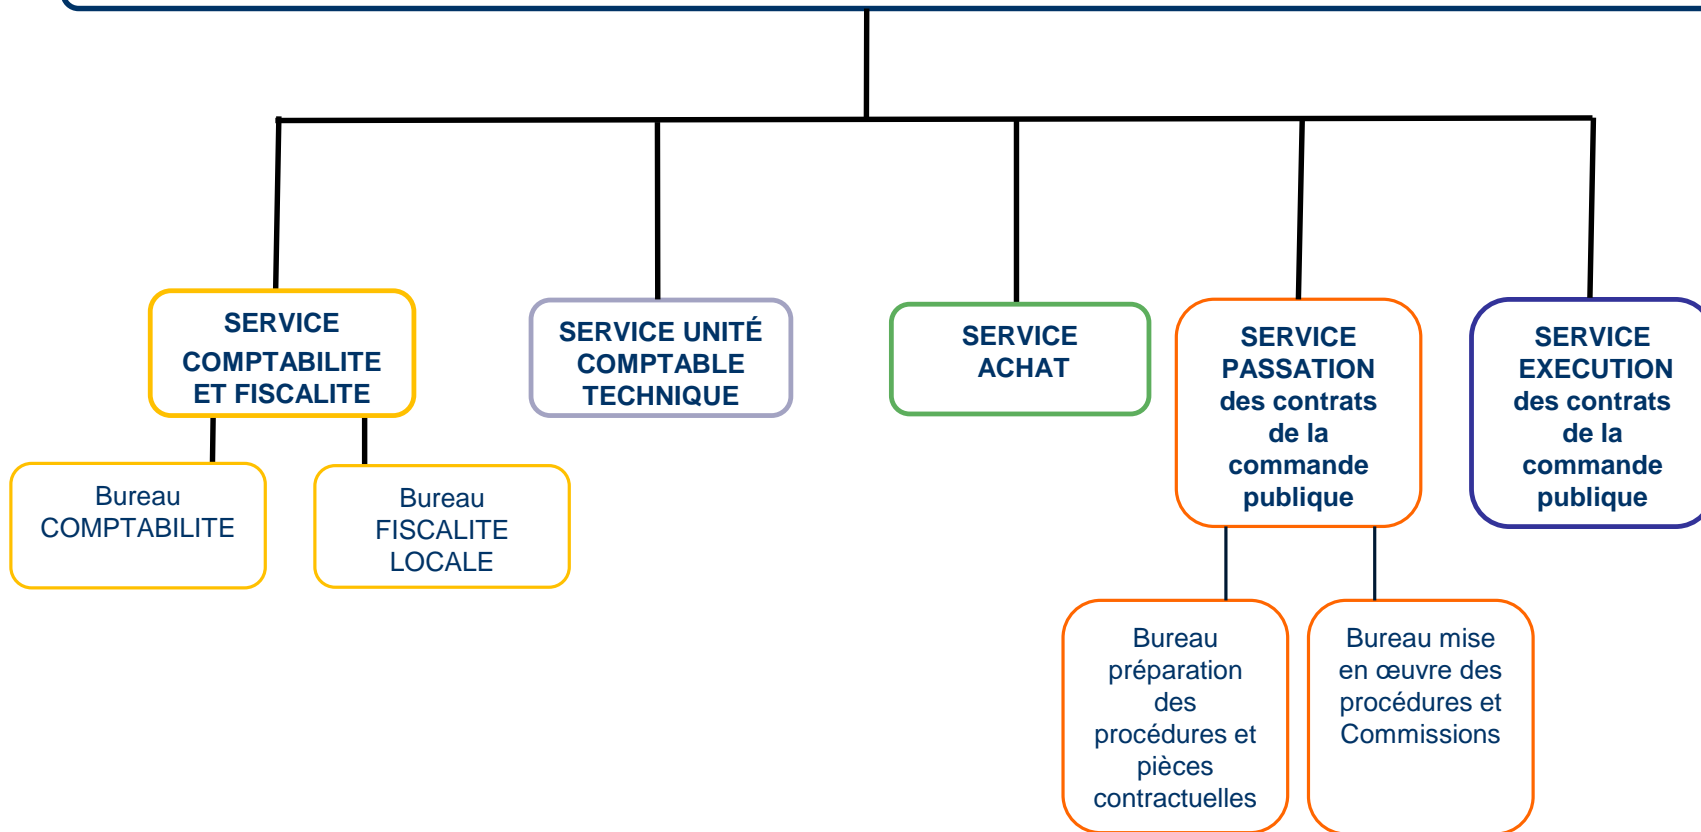 SERVICE
COMPTABILITE
ET FISCALITE
SERVICE UNITÉ
COMPTABLE
TECHNIQUE
SERVICE
ACHAT
SERVICE
PASSATION
des contrats
de la
commande
publique
SERVICE
EXECUTION
des contrats
de la
commande
publique
Bureau
COMPTABILITE
Bureau
FISCALITE
LOCALE
Bureau
préparation
des
procédures et
pièces
contractuelles
Bureau mise
en œuvre des
procédures et
Commissions